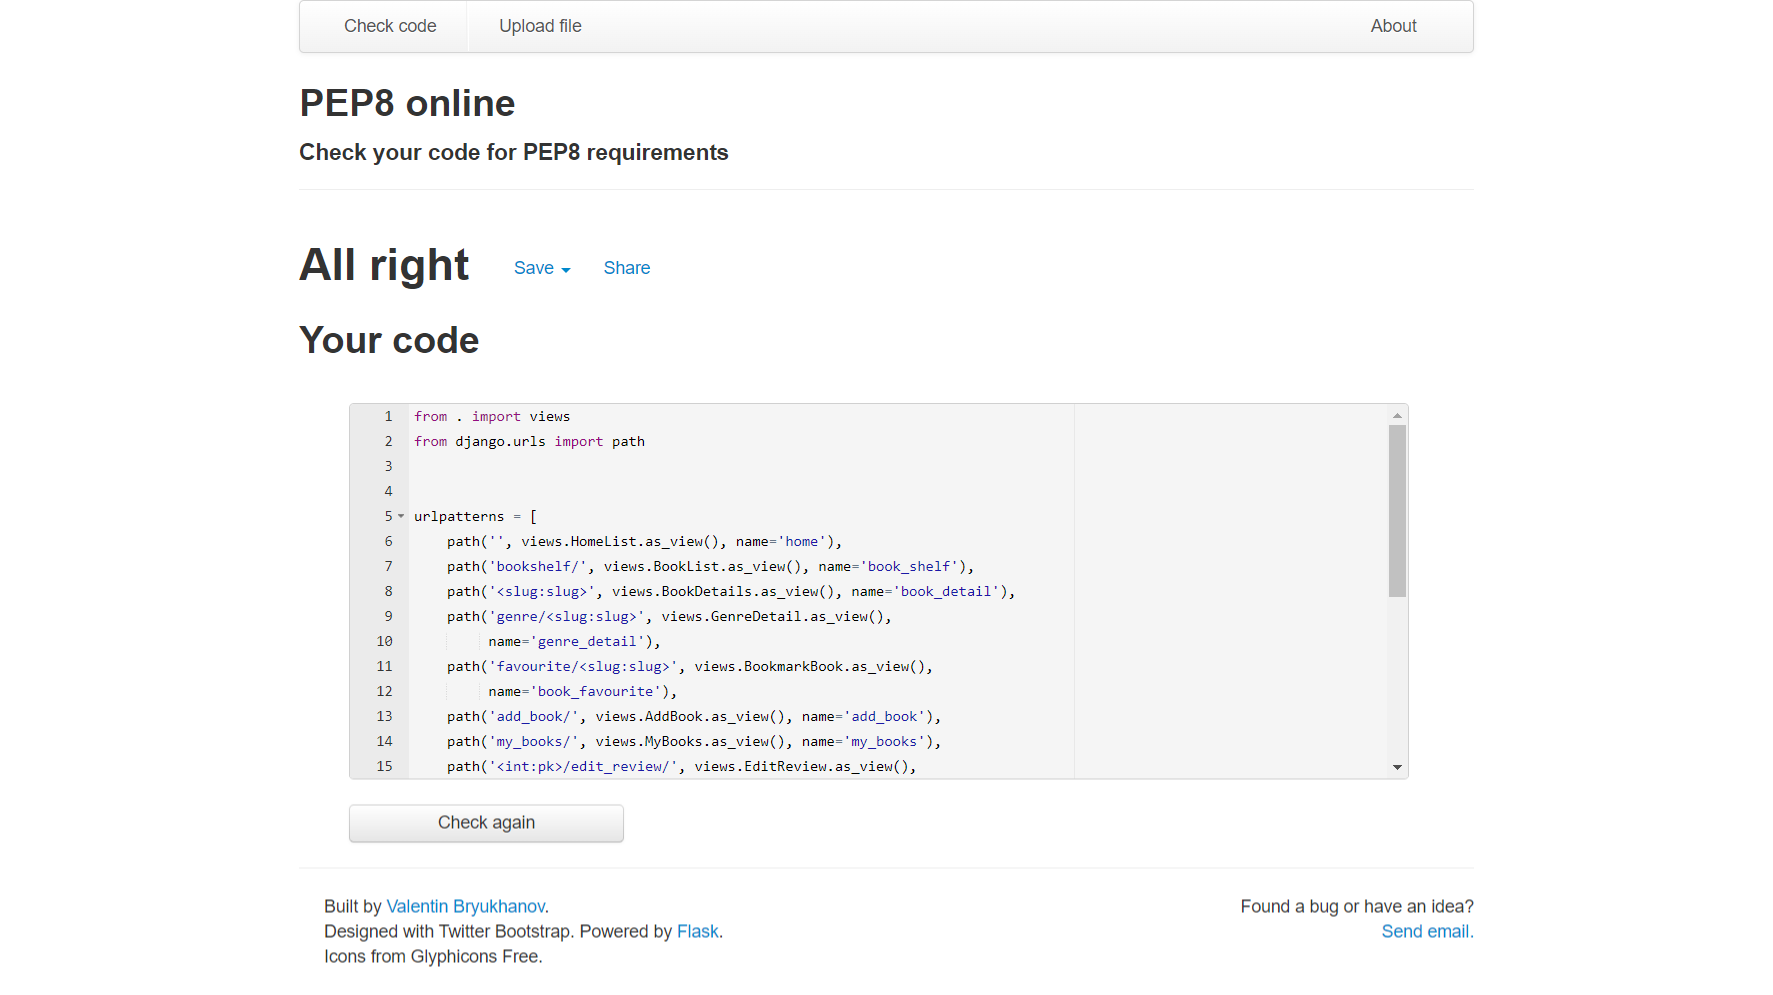 Check code Upload file About
PEP8 online
Check your code for PEP8 requirements
All right Save Share
Your code
1 from . import views
2 from django.urls import path
3
4
5 urlpatterns = [
6     path('', views.HomeList.as_view(), name='home'),
7     path('bookshelf/', views.BookList.as_view(), name='book_shelf'),
8     path('<slug:slug>', views.BookDetails.as_view(), name='book_detail'),
9     path('genre/<slug:slug>', views.GenreDetail.as_view(),
10          name='genre_detail'),
11     path('favourite/<slug:slug>', views.BookmarkBook.as_view(),
12          name='book_favourite'),
13     path('add_book/', views.AddBook.as_view(), name='add_book'),
14     path('my_books/', views.MyBooks.as_view(), name='my_books'),
15     path('<int:pk>/edit_review/', views.EditReview.as_view(),
Check again
Built by Valentin Bryukhanov.
Designed with Twitter Bootstrap. Powered by Flask.
Icons from Glyphicons Free.
Found a bug or have an idea?
Send email.